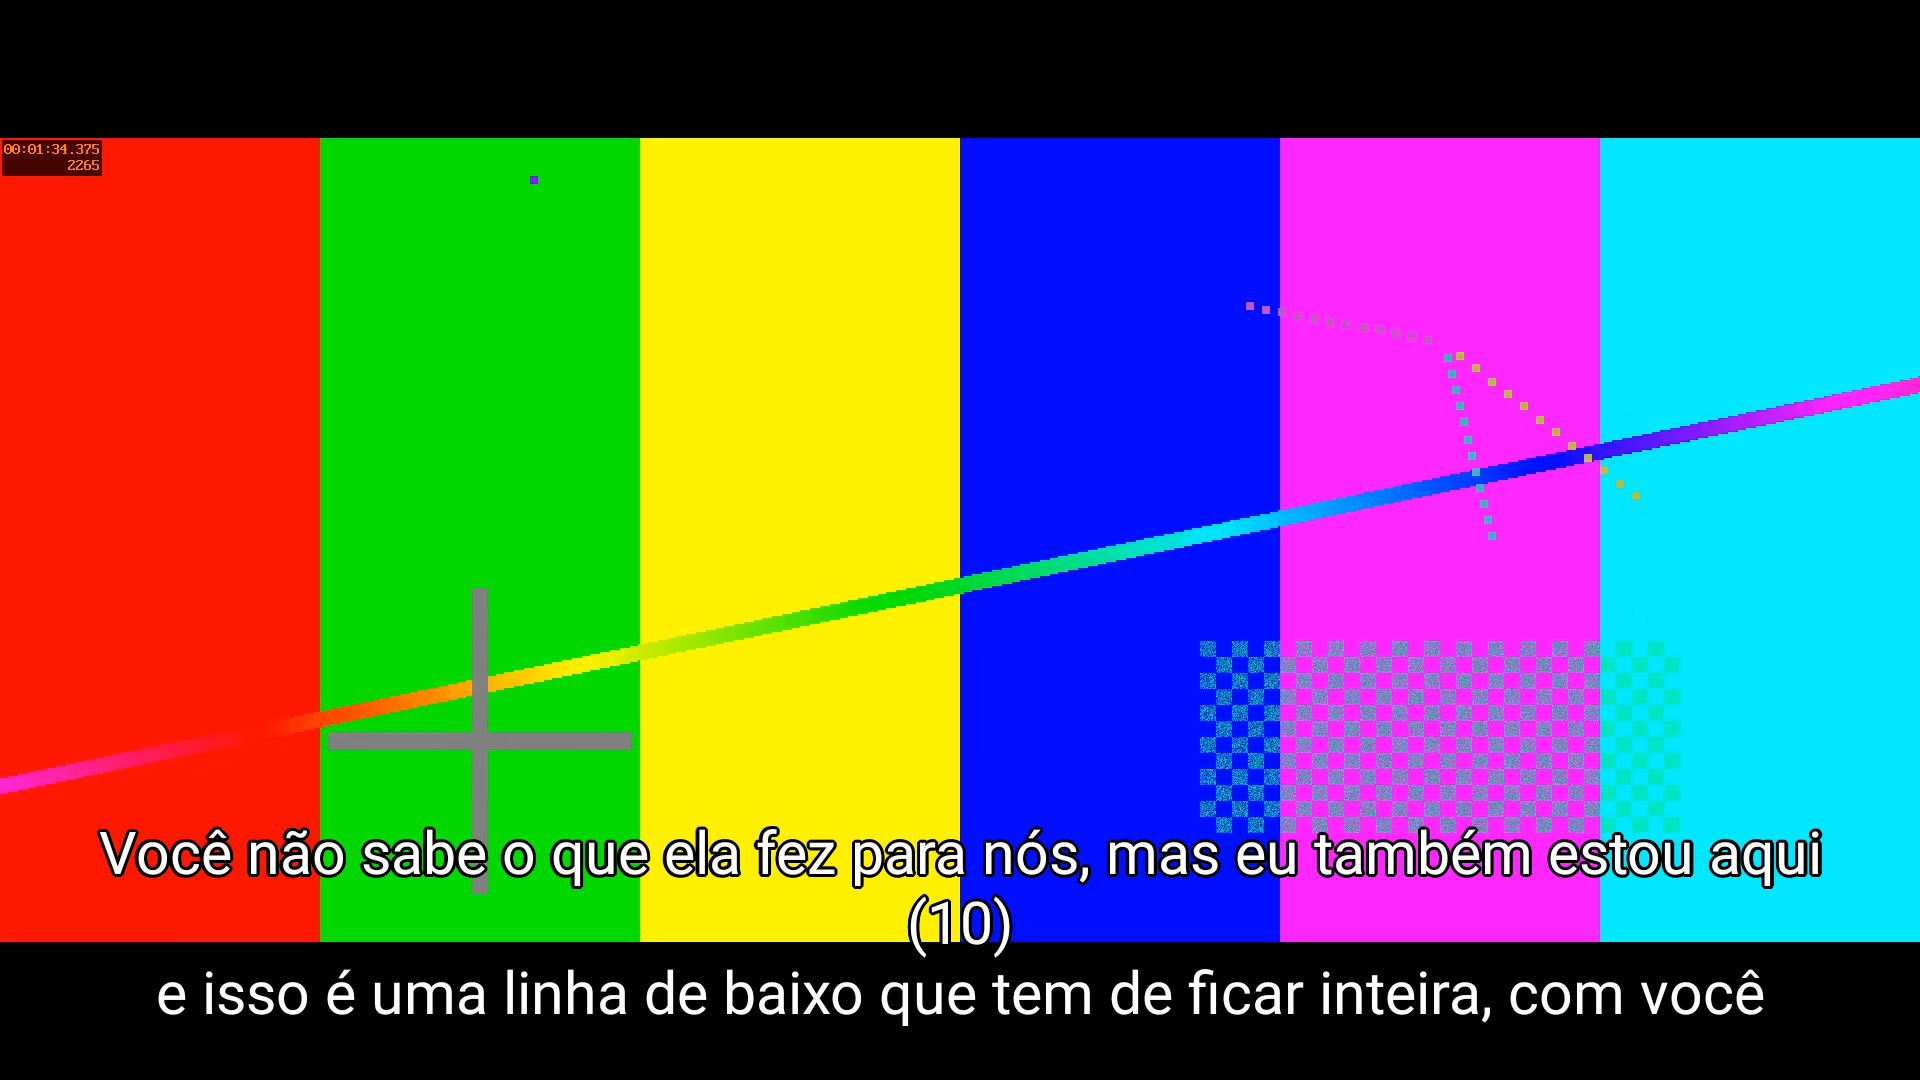 00:01:34.375
2265
Você não sabe o que ela fez para nós, mas eu também estou aqui
(10)
e isso é uma linha de baixo que tem de ficar inteira, com você